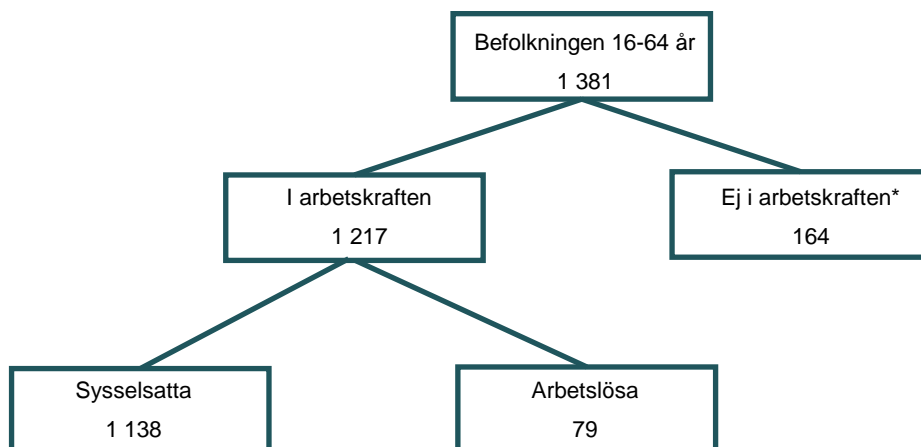 Befolkningen 16-64 år
1 381
I arbetskraften
1 217
Ej i arbetskraften*
164
Sysselsatta
1 138
Arbetslösa
79